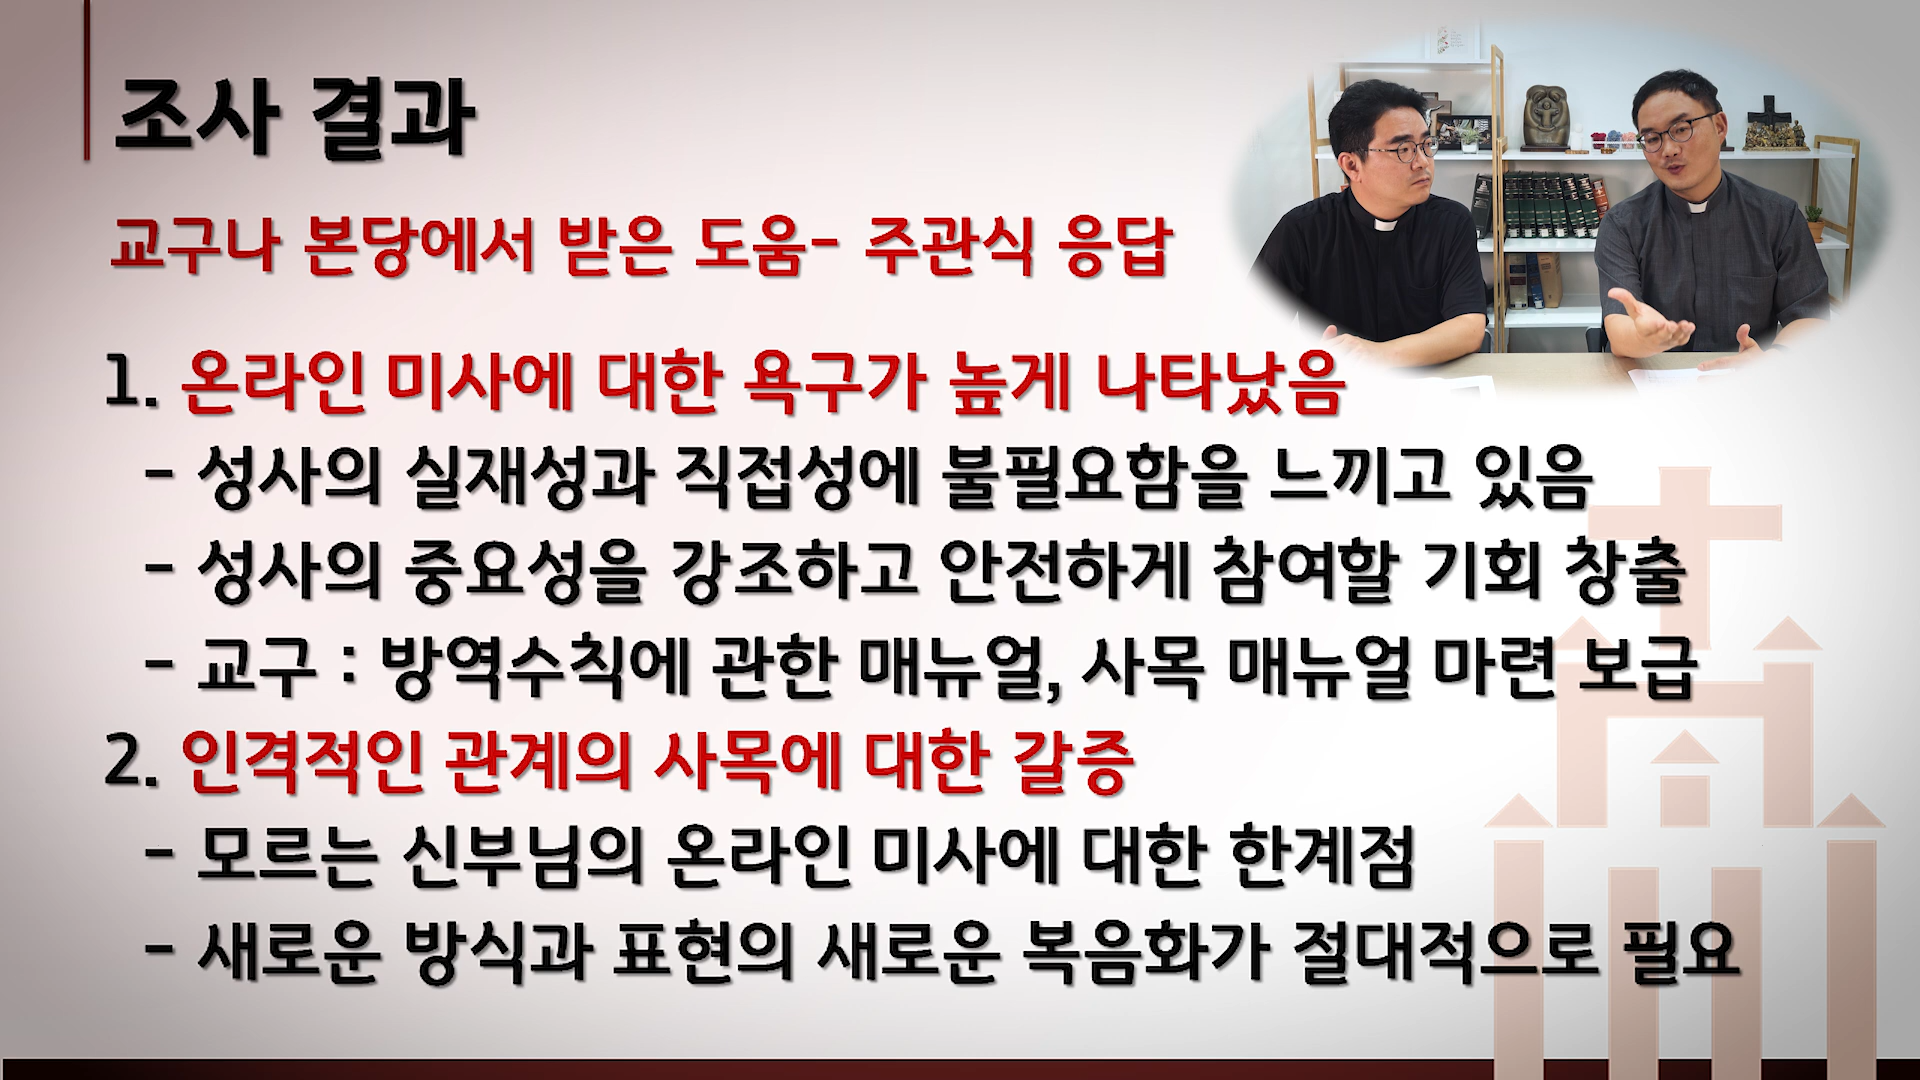 조사 결과
교구나 본당에서 받은 도움- 주관식 응답
1. 온라인 미사에 대한 욕구가 높게 나타났음
- 성사의 실재성과 직접성에 불필요함을 느끼고 있음
- 성사의 중요성을 강조하고 안전하게 참여할 기회 창출
- 교구 : 방역수칙에 관한 매뉴얼, 사목 매뉴얼 마련 보급
2. 인격적인 관계의 사목에 대한 갈증
- 모르는 신부님의 온라인 미사에 대한 한계점
- 새로운 방식과 표현의 새로운 복음화가 절대적으로 필요